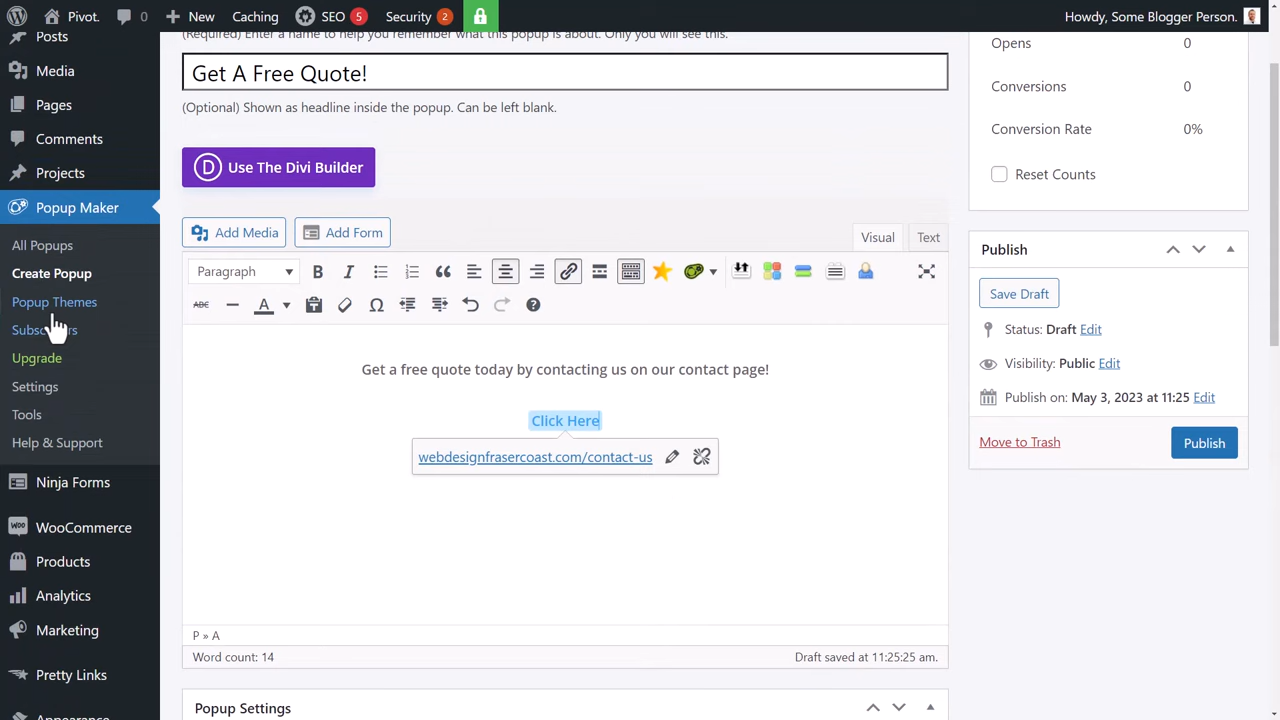 Pivot.
0
New
Caching
SEO
5
Security
2
Howdy, Some Blogger Person.
Posts
Media
Pages
Comments
Projects
Popup Maker
All Popups
Create Popup
Popup Themes
Subscribers
Upgrade
Settings
Tools
Help & Support
Ninja Forms
WooCommerce
Products
Analytics
Marketing
Pretty Links
Appearance
(Required) Enter a name to help you remember what this popup is about. Only you will see this.
Get A Free Quote!
(Optional) Shown as headline inside the popup. Can be left blank.
D Use The Divi Builder
Add Media
Add Form
Visual
Text
Paragraph
B
I
ABC
A
Get a free quote today by contacting us on our contact page!
Click Here
webdesignfrasercoast.com/contact-us
P » A
Word count: 14
Draft saved at 11:25:25 am.
Popup Settings
Opens 0
Conversions 0
Conversion Rate 0%
Reset Counts
Publish
Save Draft
Status: Draft Edit
Visibility: Public Edit
Publish on: May 3, 2023 at 11:25 Edit
Move to Trash
Publish